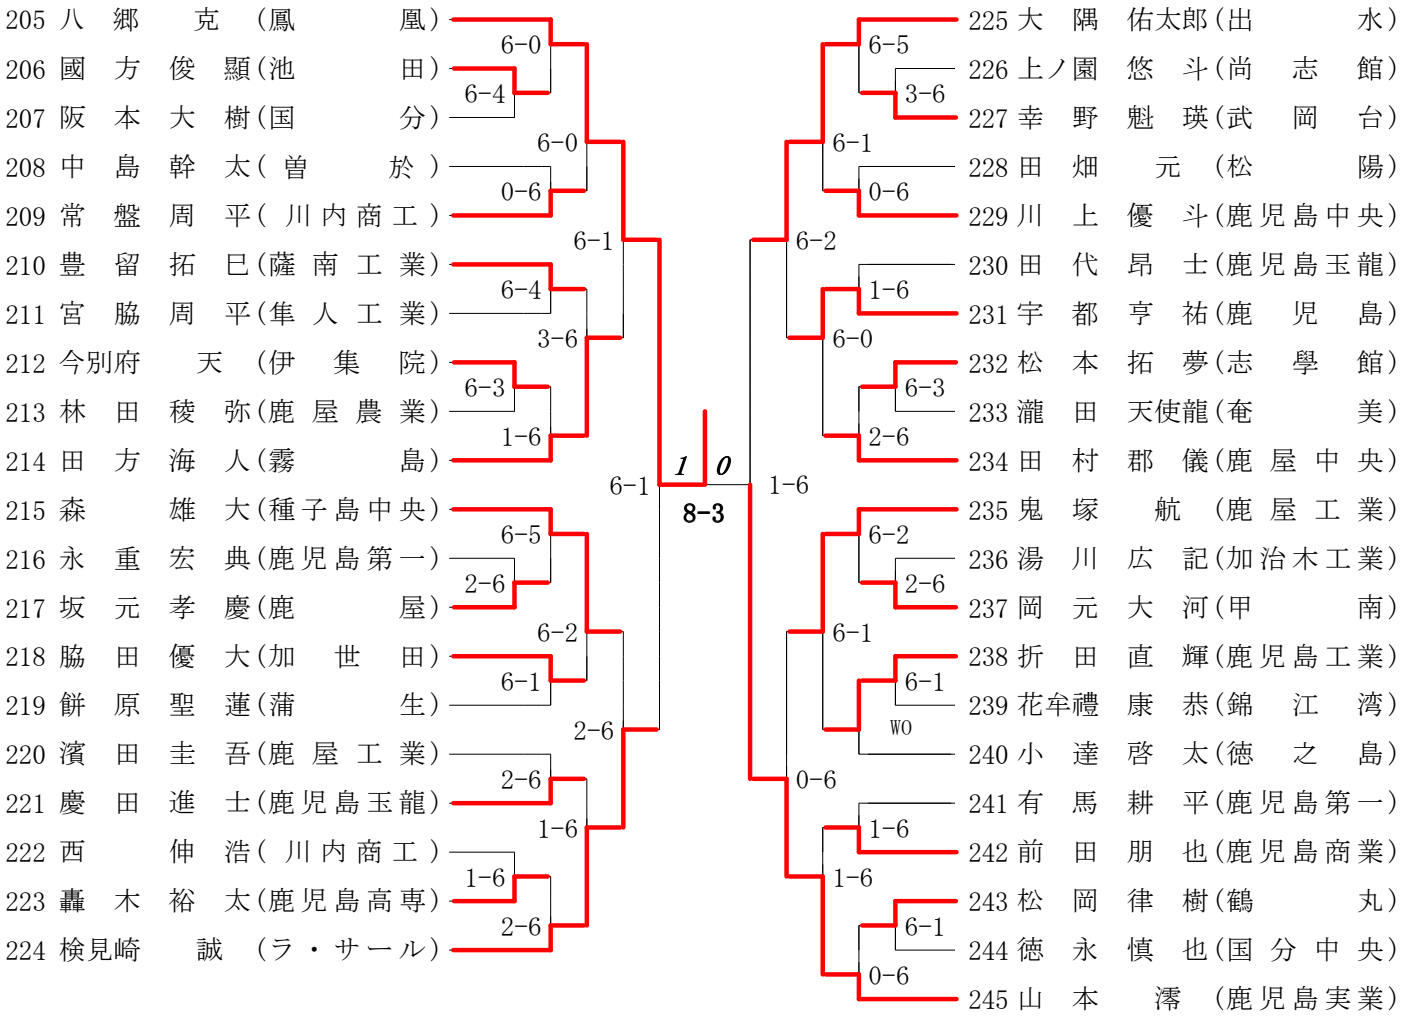 205 八郷 克 (鳳凰)
6-0
206 國方俊顯(池田)
6-4
207 阪本大樹(国分)
6-0
208 中島幹太(曽於)
0-6
209 常盤周平(川内商工)
6-1
210 豊留拓巳(薩南工業)
6-4
211 宮脇周平(隼人工業)
3-6
212 今別府 天 (伊集院)
6-3
213 林田稜弥(鹿屋農業)
1-6
214 田方海人(霧島)
6-1
215 森 雄大(種子島中央)
6-5
216 永重宏典(鹿児島第一)
2-6
217 坂元孝慶(鹿屋)
6-2
218 脇田優大(加世田)
6-1
219 餅原聖蓮(蒲生)
2-6
220 濱田圭吾(鹿屋工業)
2-6
221 慶田進士(鹿児島玉龍)
1-6
222 西 伸浩(川内商工)
1-6
223 轟木裕太(鹿児島高専)
2-6
224 検見崎 誠 (ラ・サール)
1 0
8-3
225 大隅佑太郎(出水)
6-5
226 上ノ園悠斗(尚志館)
3-6
227 幸野魁瑛(武岡台)
6-1
228 田畑 元 (松陽)
0-6
229 川上優斗(鹿児島中央)
6-2
230 田代昂士(鹿児島玉龍)
1-6
231 宇都亨祐(鹿児島)
6-0
232 松本拓夢(志學館)
6-3
233 瀧田天使龍(奄美)
2-6
234 田村郡儀(鹿屋中央)
1-6
235 鬼塚 航 (鹿屋工業)
6-2
236 湯川広記(加治木工業)
2-6
237 岡元大河(甲南)
6-1
238 折田直輝(鹿児島工業)
6-1
239 花牟禮康恭(錦江湾)
WO
240 小達啓太(徳之島)
0-6
241 有馬耕平(鹿児島第一)
1-6
242 前田朋也(鹿児島商業)
1-6
243 松岡律樹(鶴丸)
6-1
244 徳永慎也(国分中央)
0-6
245 山本 澪 (鹿児島実業)